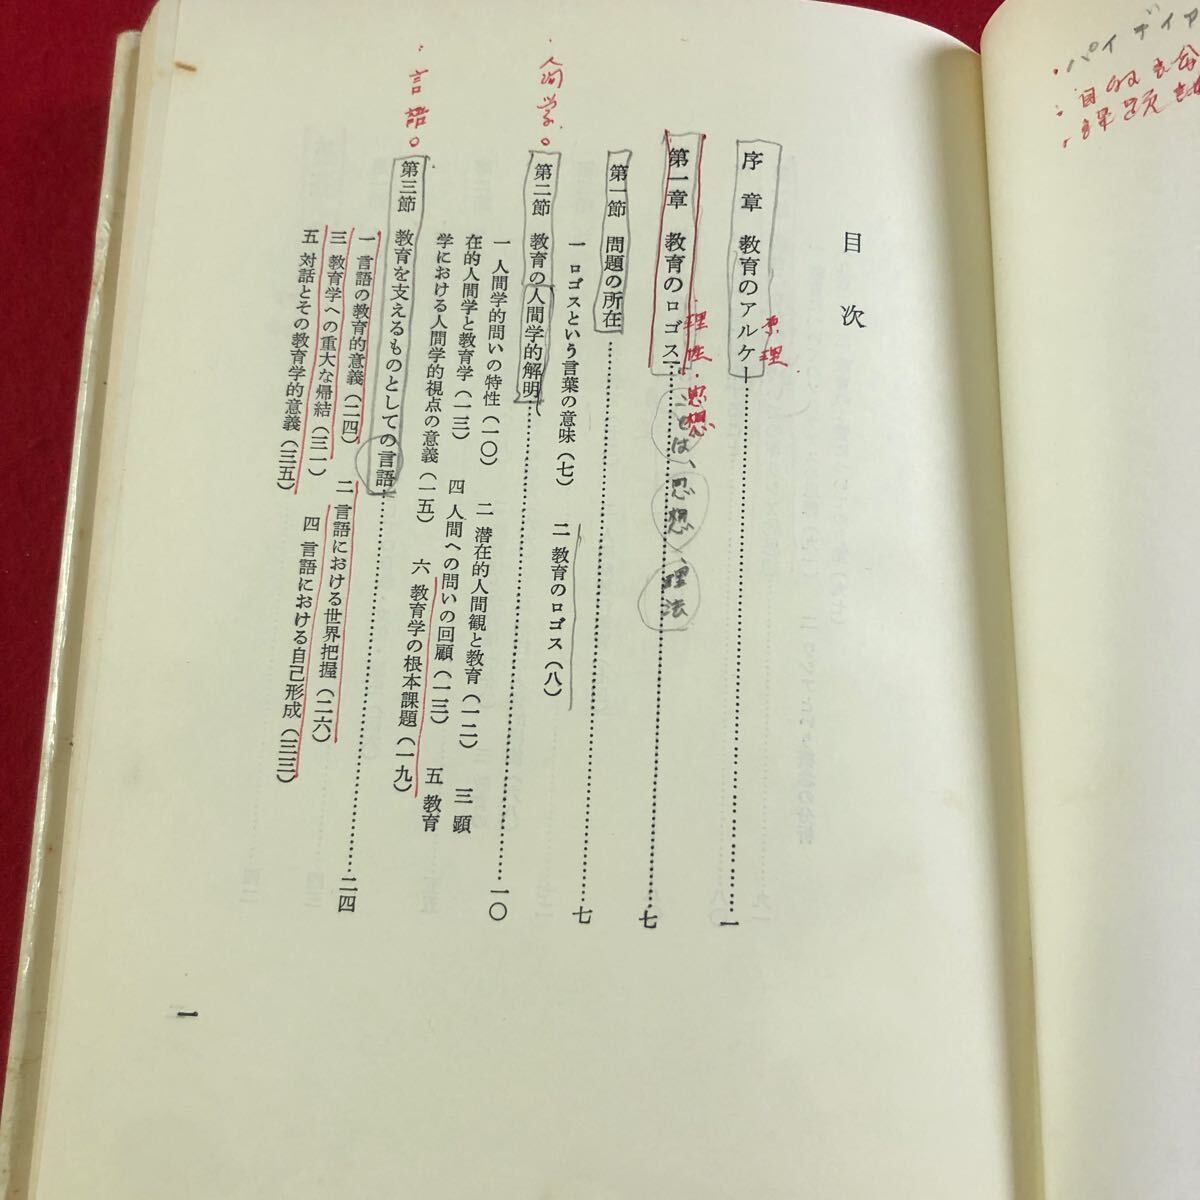 パイディア
目次
序章 教育のアルケー……一
原理
第一章 教育のロゴス……七
・理性・思想
とは、思想、理法
第一節 問題の所在……七
一 ロゴスという言葉の意味(七) 二 教育のロゴス(八)
・人間学。
第二節 教育の人間学的解明……一〇
一 人間学的問いの特性(一〇) 二 潜在的人間観と教育(一二) 三 顕
在的人間学と教育学(一三) 四 人間への問いの回顧(一三) 五 教育
学における人間学的視点の意義(一五) 六 教育学の根本課題(一九)
・言語。
第三節 教育を支えるものとしての言語……二四
一 言語の教育的意義(二四) 二 言語における世界把握(二六)
三 教育学への重大な帰結(三一) 四 言語における自己形成(三三)
五 対話とその教育学的意義(三五)
一